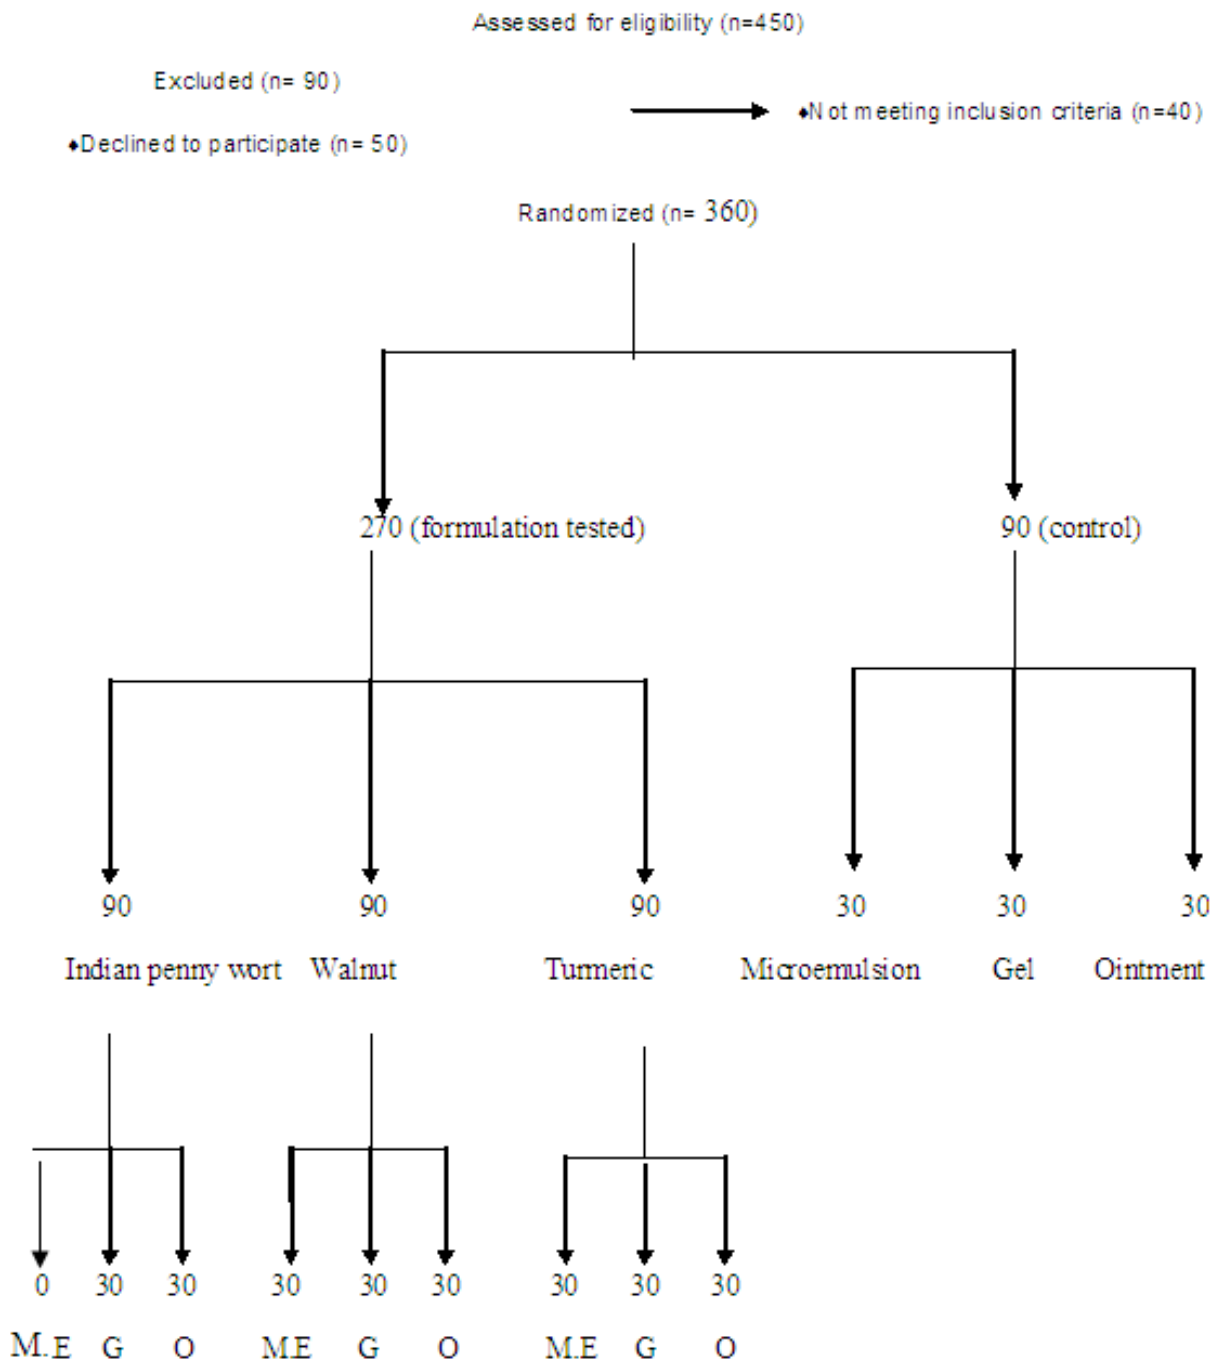 Assessed for eligibility (n=450)
Excluded (n= 90)
♦Not meeting inclusion criteria (n=40)
♦Declined to participate (n= 50)
Randomized (n= 360)
270 (formulation tested) 90 (control)
90 90 90 30 30 30
Indian penny wort Walnut Turmeric Microemulsion Gel Ointment
0 30 30 30 30 30 30 30 30
M.E G O M.E G O M.E G O